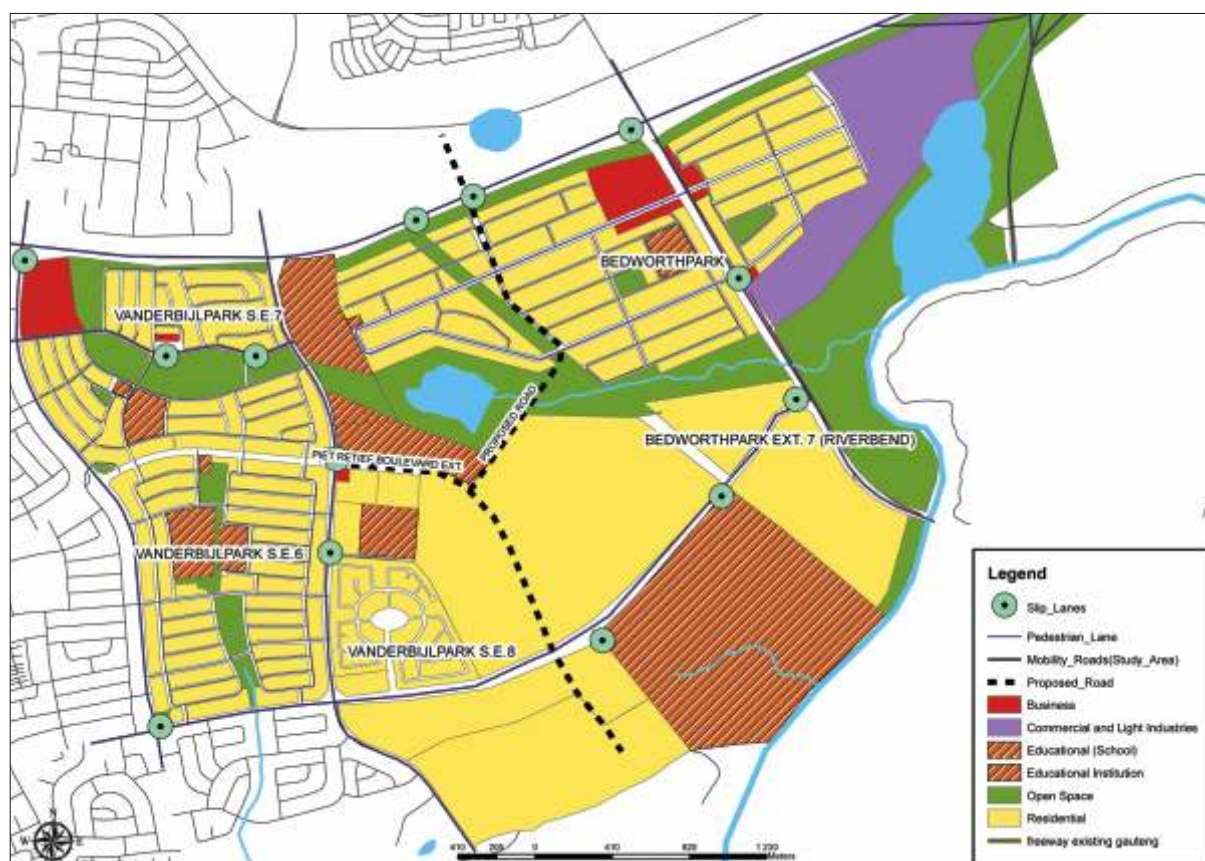 BEDWORTHPARK
VANDERBIJLPARK S.E.7
PROPOSED ROAD
BEDWORTHPARK EXT. 7 (RIVERBEND)
PIET RETIEF BOULEVARD EXT.
VANDERBIJLPARK S.E.6
VANDERBIJLPARK S.E.8
Legend
Slip_Lanes
Pedestrian_Lane
Mobility_Roads(Study_Area)
Proposed_Road
Business
Commercial and Light Industries
Educational (School)
Educational Institution
Open Space
Residential
freeway existing gauteng
N
W E
S
410 205 0 410 820 1 230
Meters